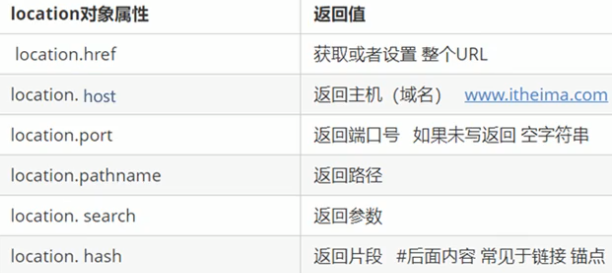 location对象属性 返回值
location.href 获取或者设置 整个URL
location. host 返回主机（域名） www.itheima.com
location.port 返回端口号 如果未写返回 空字符串
location.pathname 返回路径
location. search 返回参数
location. hash 返回片段 #后面内容 常见于链接 锚点